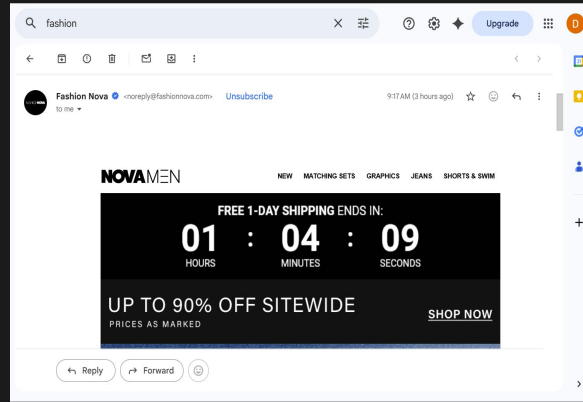 fashion
Upgrade
D
Fashion Nova <noreply@fashionnova.com> Unsubscribe
9:17 AM (3 hours ago)
to me
NOVAMEN
NEW MATCHING SETS GRAPHICS JEANS SHORTS & SWIM
FREE 1-DAY SHIPPING ENDS IN:
01 : 04 : 09
HOURS MINUTES SECONDS
UP TO 90% OFF SITEWIDE
PRICES AS MARKED
SHOP NOW
Reply
Forward